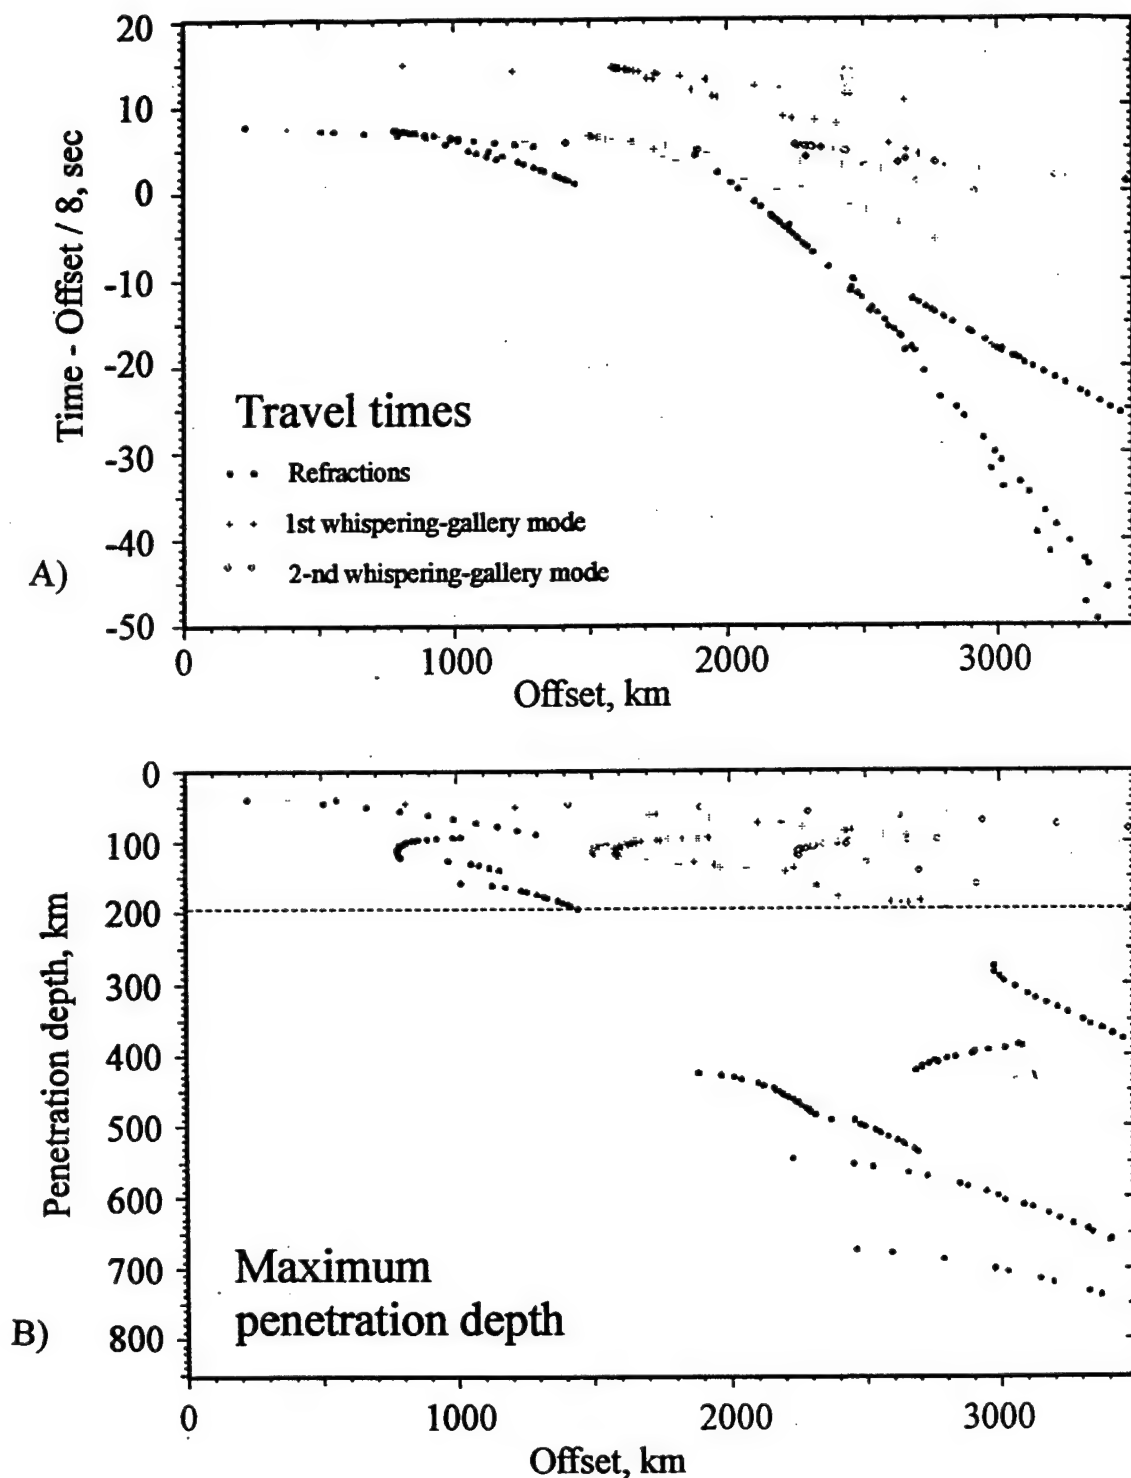 20
10
0
-10
-20
-30
-40
-50
Time - Offset / 8, sec
Travel times
Refractions
1st whispering-gallery mode
2-nd whispering-gallery mode
A)
0
1000
2000
3000
Offset, km
0
100
200
300
400
500
600
700
800
Penetration depth, km
Maximum
penetration depth
B)
0
1000
2000
3000
Offset, km